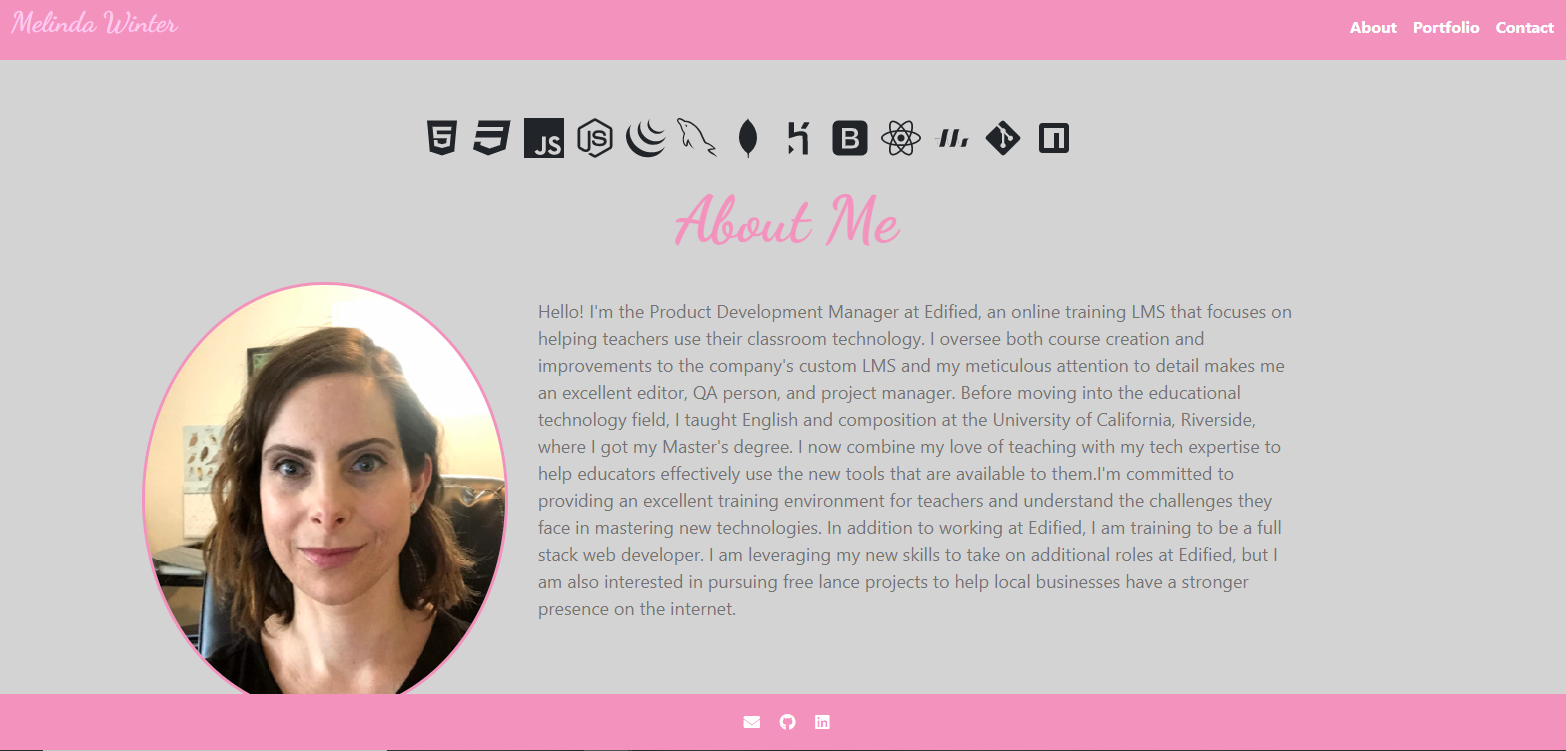 Melinda Winter
About Portfolio Contact
JS JS B
About Me
Hello! I'm the Product Development Manager at Edified, an online training LMS that focuses on
helping teachers use their classroom technology. I oversee both course creation and
improvements to the company's custom LMS and my meticulous attention to detail makes me
an excellent editor, QA person, and project manager. Before moving into the educational
technology field, I taught English and composition at the University of California, Riverside,
where I got my Master's degree. I now combine my love of teaching with my tech expertise to
help educators effectively use the new tools that are available to them.I'm committed to
providing an excellent training environment for teachers and understand the challenges they
face in mastering new technologies. In addition to working at Edified, I am training to be a full
stack web developer. I am leveraging my new skills to take on additional roles at Edified, but I
am also interested in pursuing free lance projects to help local businesses have a stronger
presence on the internet.